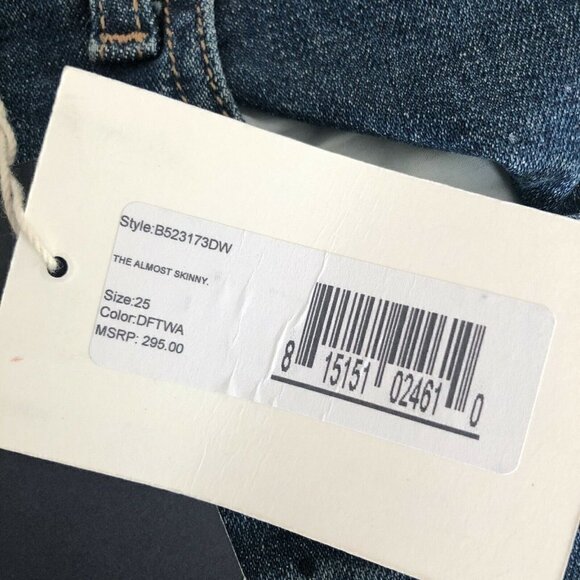 Style:B523173DW
THE ALMOST SKINNY.
Size:25
Color:DFTWA
MSRP: 295.00
8 15151 02461 0